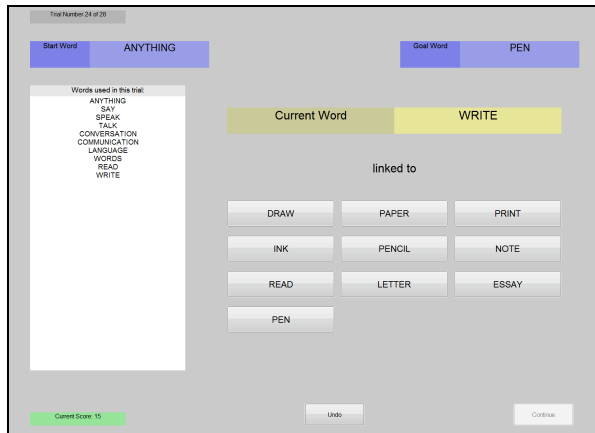 Trial Number 24 of 28
Start Word ANYTHING
Goal Word PEN
Words used in this trial:
ANYTHING
SAY
SPEAK
TALK
CONVERSATION
COMMUNICATION
LANGUAGE
WORDS
READ
WRITE
Current Word WRITE
linked to
DRAW PAPER PRINT
INK PENCIL NOTE
READ LETTER ESSAY
PEN
Current Score: 15
Undo
Continue